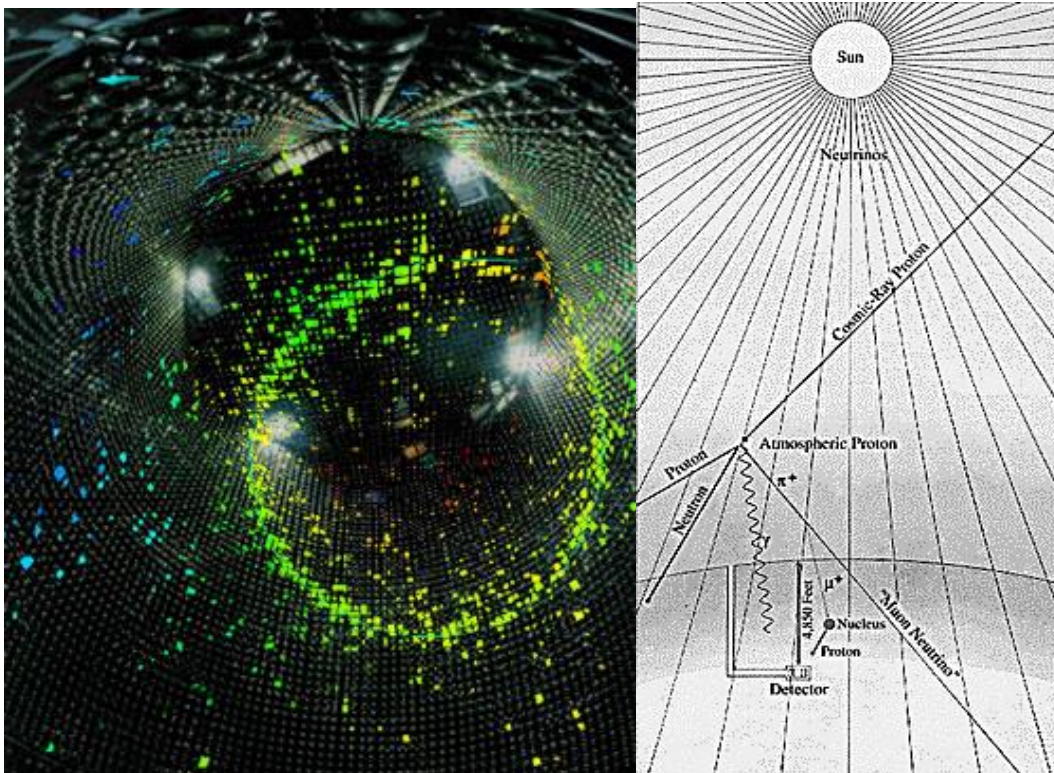 Sun
Neutrinos
Cosmic-Ray Proton
Atmospheric Proton
Proton
π+
Neutron
γ
μ+
4,850 Feet
"Muon Neutrino"
Nucleus
Proton
Detector